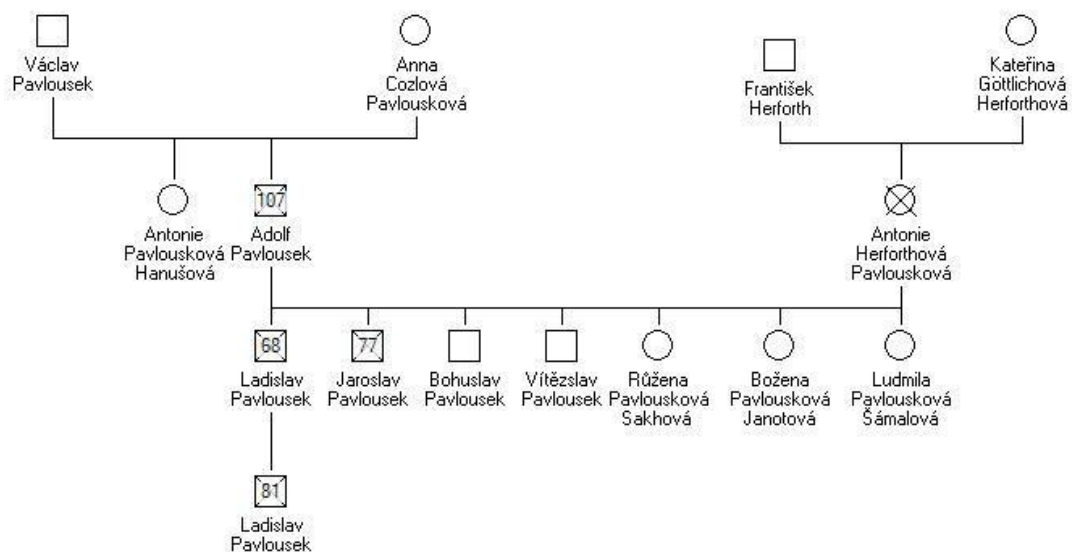 Václav
Pavlousek
Anna
Cozlová
Pavlousková
František
Herforth
Kateřina
Göttlichová
Herforthová
Antonie
Pavlousková
Hanušová
107
Adolf
Pavlousek
Antonie
Herforthová
Pavlousková
68
Ladislav
Pavlousek
77
Jaroslav
Pavlousek
Bohuslav
Pavlousek
Vítězslav
Pavlousek
Růžena
Pavlousková
Sakhová
Božena
Pavlousková
Janotová
Ludmila
Pavlousková
Šámalová
81
Ladislav
Pavlousek